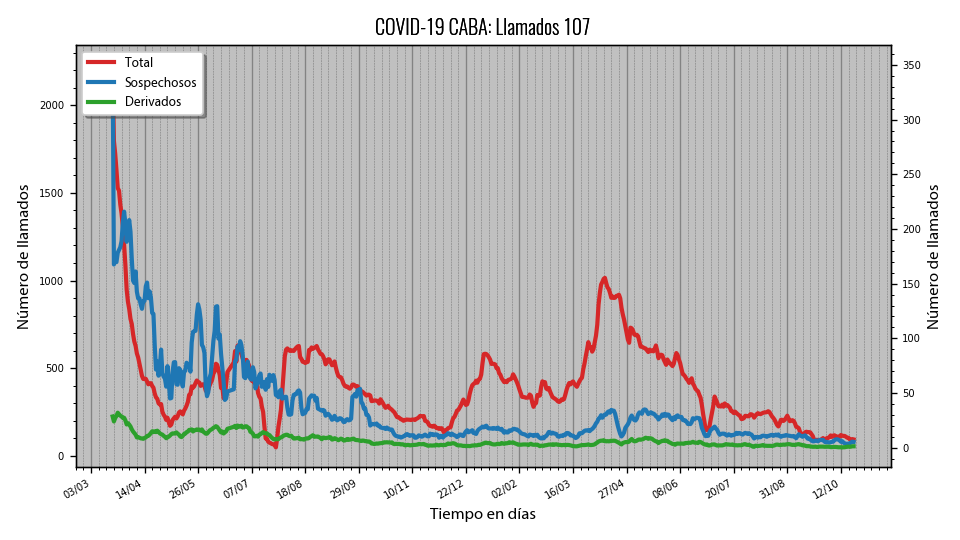 COVID-19 CABA: Llamados 107
Total
Sospechosos
Derivados
Número de llamados
2000
1500
1000
500
0
350
300
250
200
150
100
50
0
Número de llamados
03/03 14/04 26/05 07/07 18/08 29/09 10/11 22/12 02/02 16/03 27/04 08/06 20/07 31/08 12/10
Tiempo en días